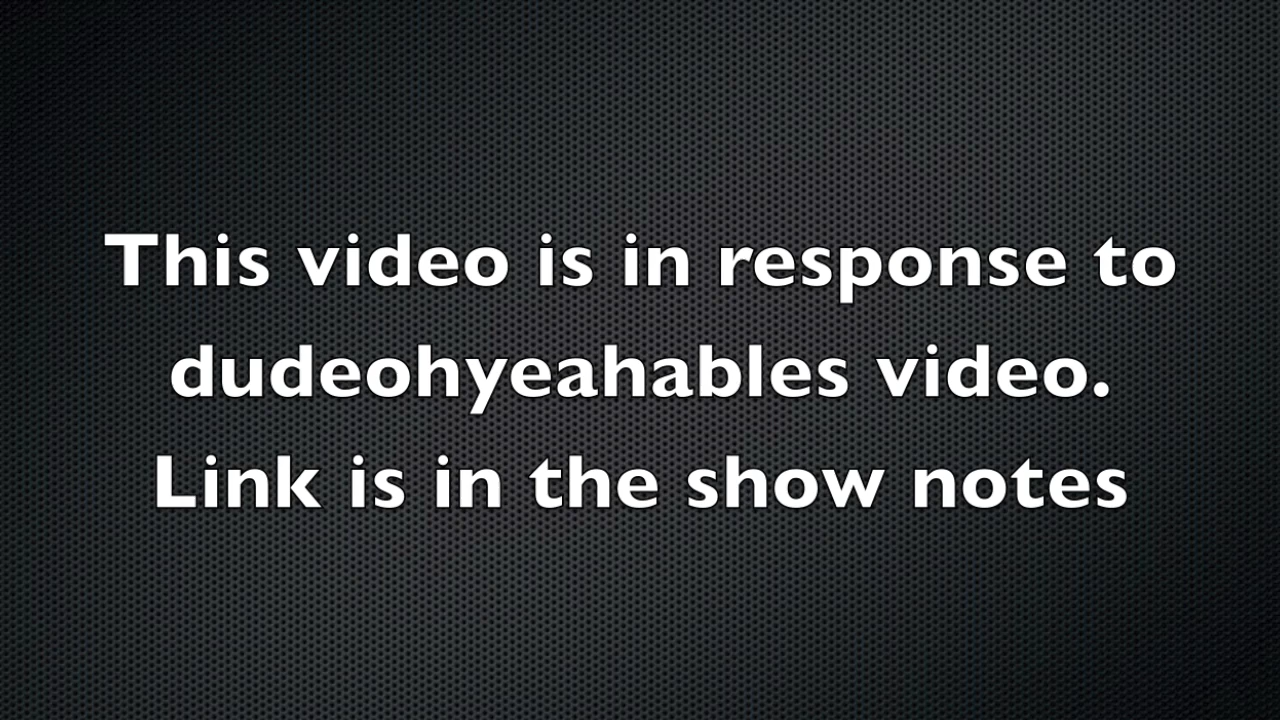 This video is in response to
dudeohyeahables video.
Link is in the show notes